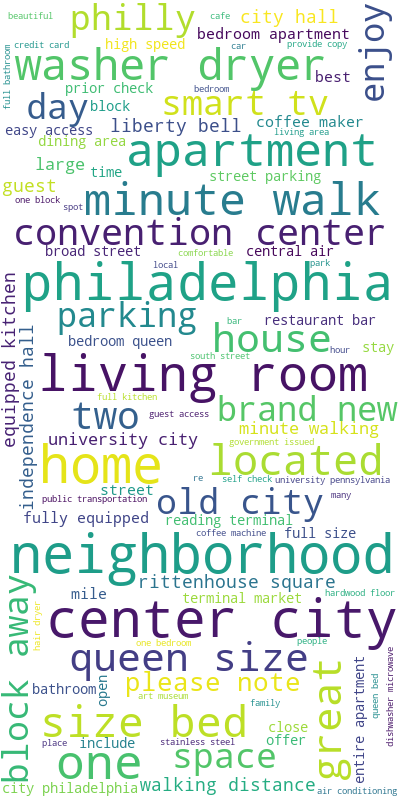 beautiful
philly
cafe
city hall
enjoy
credit card
high speed
car
provide copy
bedroom apartment
full bathroom
washer dryer
best
prior check
bedroom
day
block
smart tv
easy access
liberty bell
coffee maker
dining area
living area
large
time
apartment
guest
street parking
one block
spot
minute walk
convention center
broad street
comfortable
central air
local
park
philadelphia
equipped kitchen
parking
bar
restaurant bar
house
hour
bedroom queen
stay
independence hall
south street
living room
full kitchen
two
guest access
brand new
university city
minute walking
government issued
home
located
re
self check
university pennsylvania
street
public transportation
old city
many
fully equipped
reading terminal
coffee machine
full size
neighborhood
block away
rittenhouse square
mile
terminal market
hardwood floor
center city
hair dryer
one bedroom
people
queen size
dishwasher microwave
entire apartment
queen bed
great
bathroom
open
please note
art museum
family
size bed
close
place
include
stainless steel
offer
one
space
city philadelphia
walking distance
air conditioning